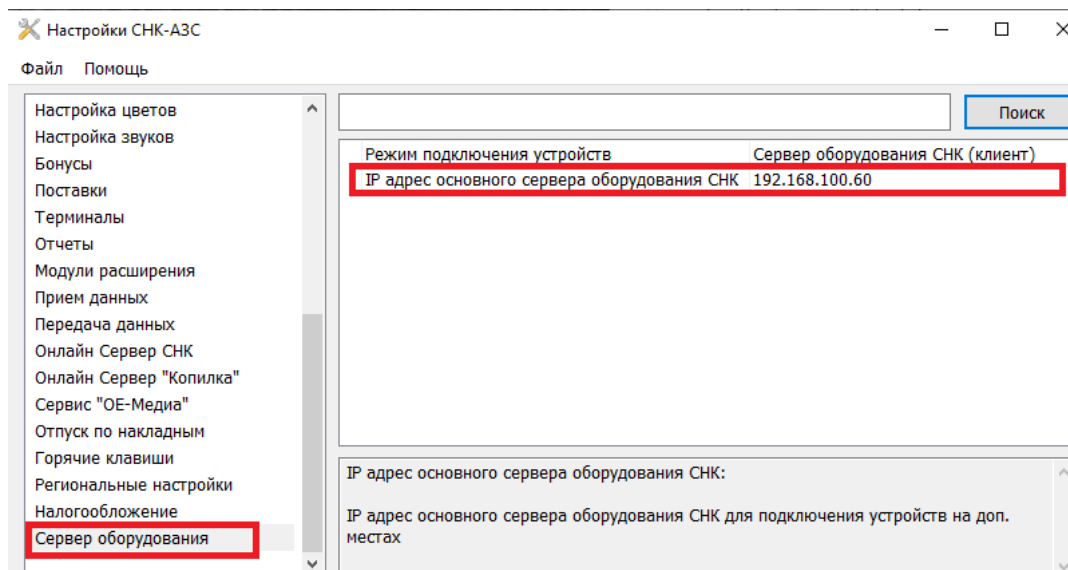 Настройки СНК-АЗС
Файл Помощь
Настройка цветов
Настройка звуков
Бонусы
Поставки
Терминалы
Отчеты
Модули расширения
Прием данных
Передача данных
Онлайн Сервер СНК
Онлайн Сервер "Копилка"
Сервис "ОЕ-Медиа"
Отпуск по накладным
Горячие клавиши
Региональные настройки
Налогообложение
Сервер оборудования
Поиск
Режим подключения устройств Сервер оборудования СНК (клиент)
IP адрес основного сервера оборудования СНК 192.168.100.60
IP адрес основного сервера оборудования СНК:
IP адрес основного сервера оборудования СНК для подключения устройств на доп.
местах